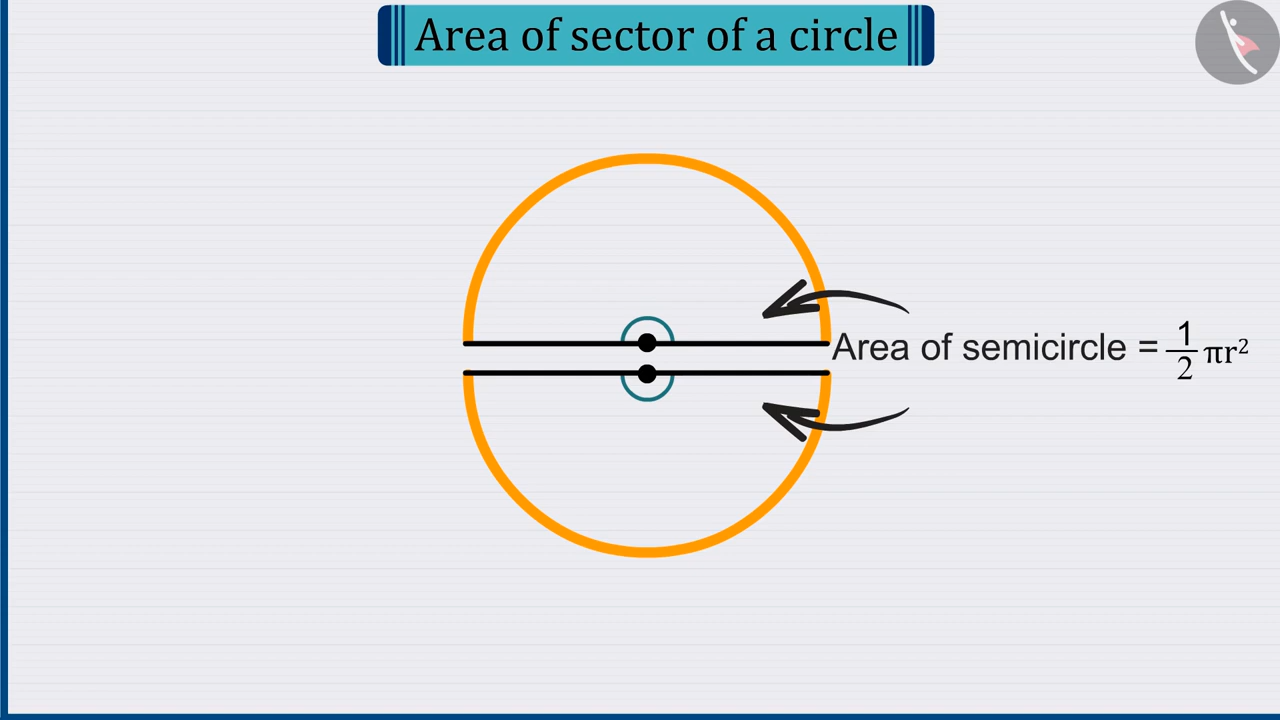 Area of sector of a circle
Area of semicircle = 1/2 πr²